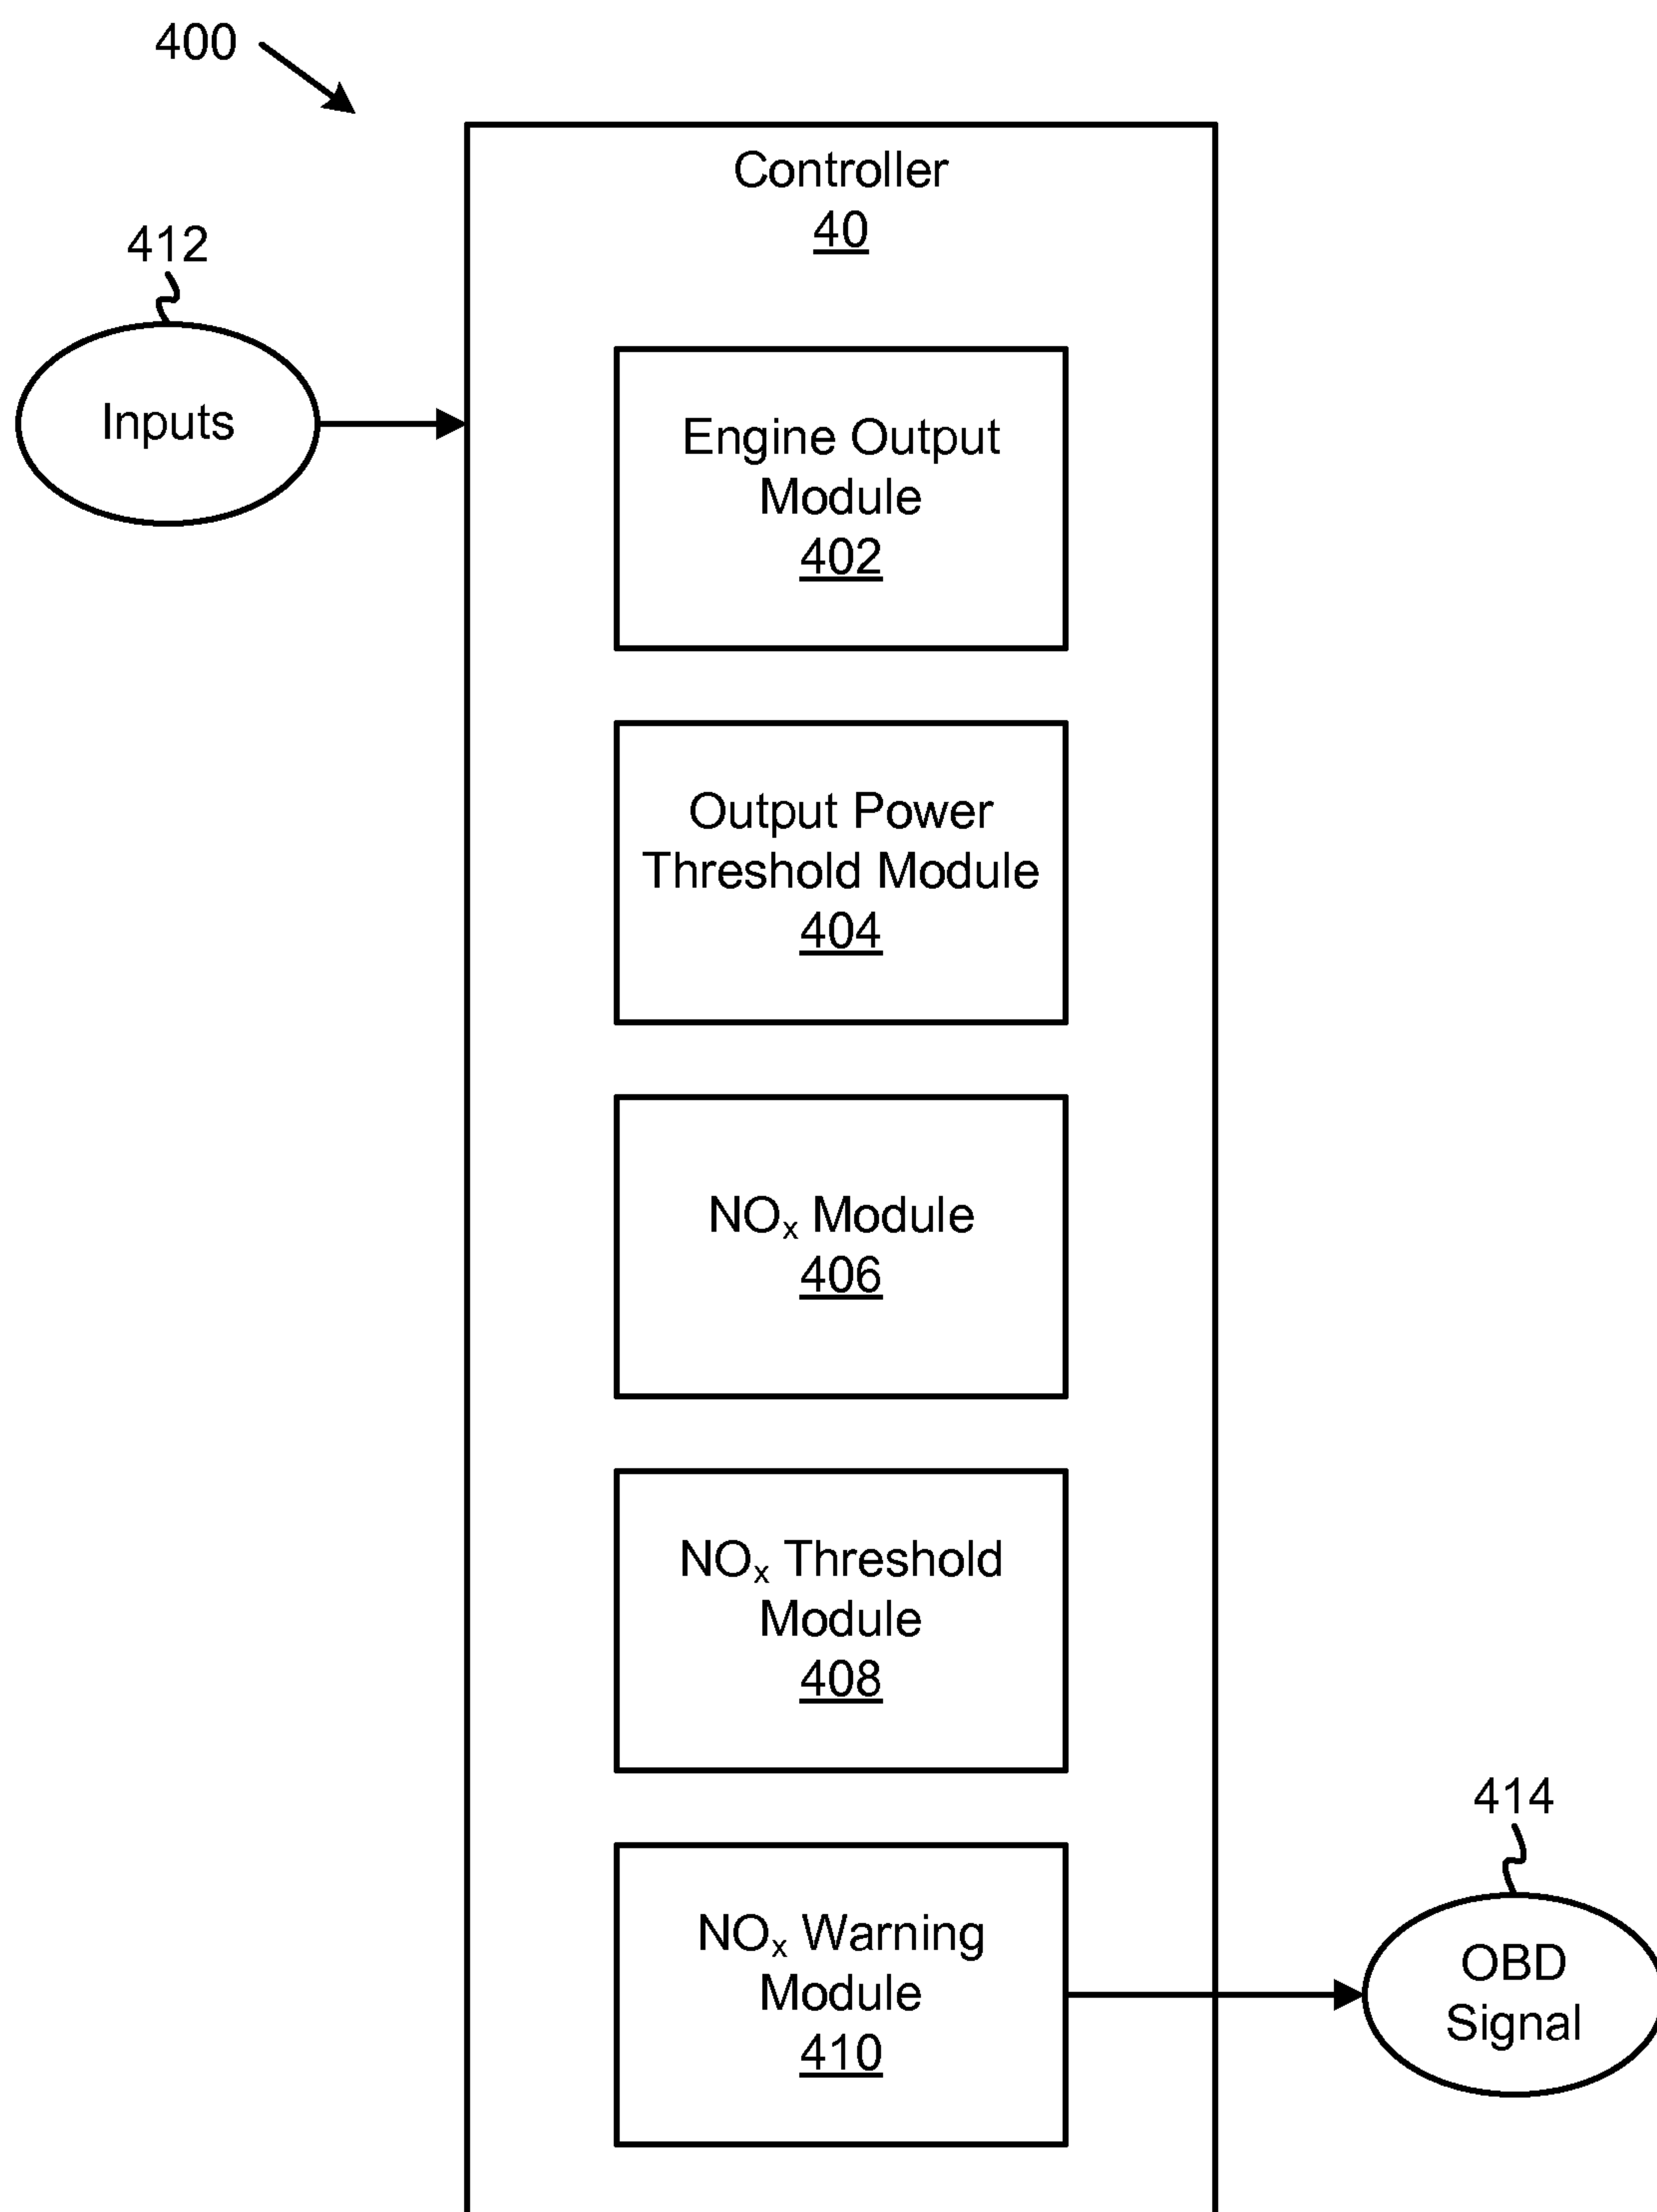 400
Controller
40
412
Inputs
Engine Output
Module
402
Output Power
Threshold Module
404
NOx Module
406
NOx Threshold
Module
408
414
NOx Warning
Module
410
OBD
Signal